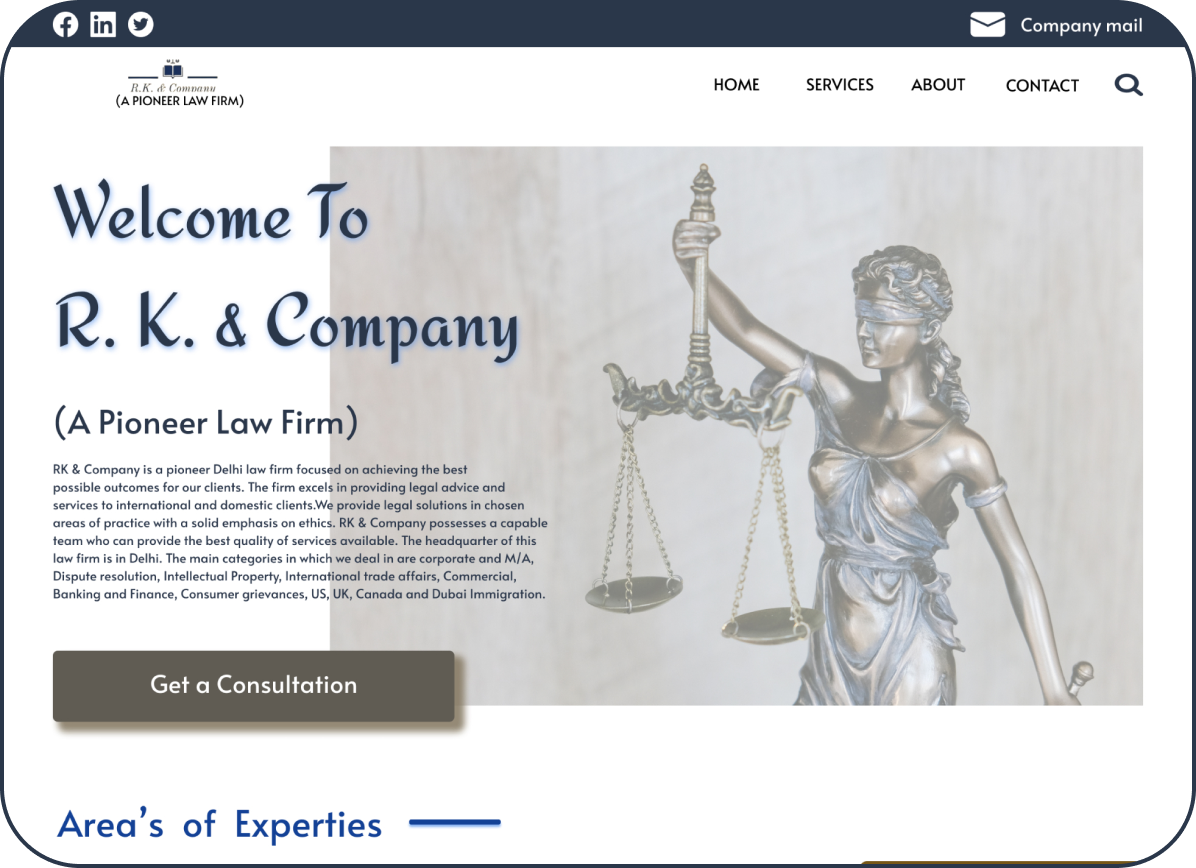 Company mail
R.K. & Company
(A PIONEER LAW FIRM)
HOME SERVICES ABOUT CONTACT
Welcome To
R. K. & Company
(A Pioneer Law Firm)
RK & Company is a pioneer Delhi law firm focused on achieving the best
possible outcomes for our clients. The firm excels in providing legal advice and
services to international and domestic clients.We provide legal solutions in chosen
areas of practice with a solid emphasis on ethics. RK & Company possesses a capable
team who can provide the best quality of services available. The headquarter of this
law firm is in Delhi. The main categories in which we deal in are corporate and M/A,
Dispute resolution, Intellectual Property, International trade affairs, Commercial,
Banking and Finance, Consumer grievances, US, UK, Canada and Dubai Immigration.
Get a Consultation
Area’s of Experties